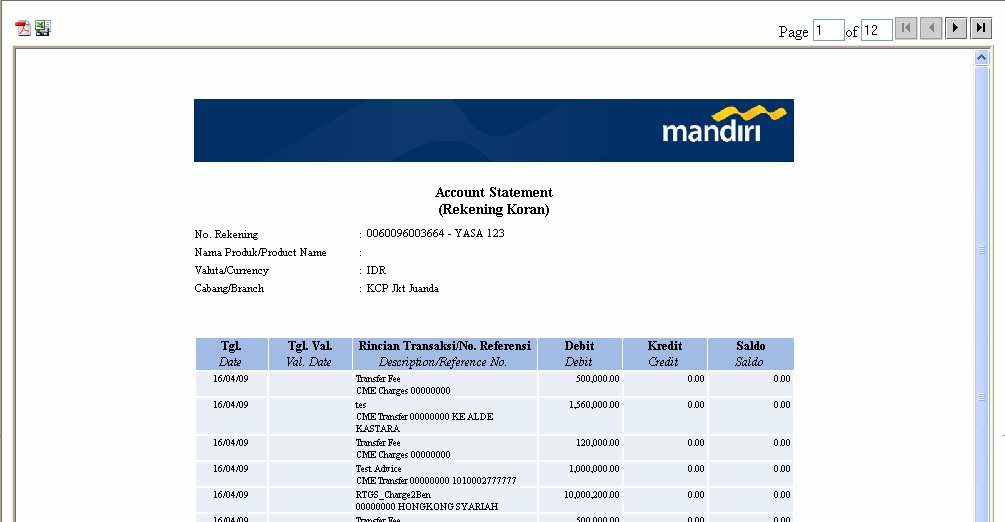 Page 1 of 12
mandiri
Account Statement
(Rekening Koran)
No. Rekening : 0060096003664 - YASA 123
Nama Produk/Product Name :
Valuta/Currency : IDR
Cabang/Branch : KCP Jkt Juanda
Tgl. Tgl. Val. Rincian Transaksi/No. Referensi Debit Kredit Saldo
Date Val. Date Description/Reference No. Debit Credit Saldo
16/04/09 Transfer Fee 500,000.00 0.00 0.00
CME Charges 00000000
16/04/09 tes 1,560,000.00 0.00 0.00
CME Transfer 00000000 KE ALDE
KASTARA
16/04/09 Transfer Fee 120,000.00 0.00 0.00
CME Charges 00000000
16/04/09 Test Advice 1,000,000.00 0.00 0.00
CME Transfer 00000000 1010002777777
16/04/09 RTGS_Charge2Ben 10,000,200.00 0.00 0.00
00000000 HONGKONG SYARIAH
16/04/09 Transfer Fee 500,000.00 0.00 0.00